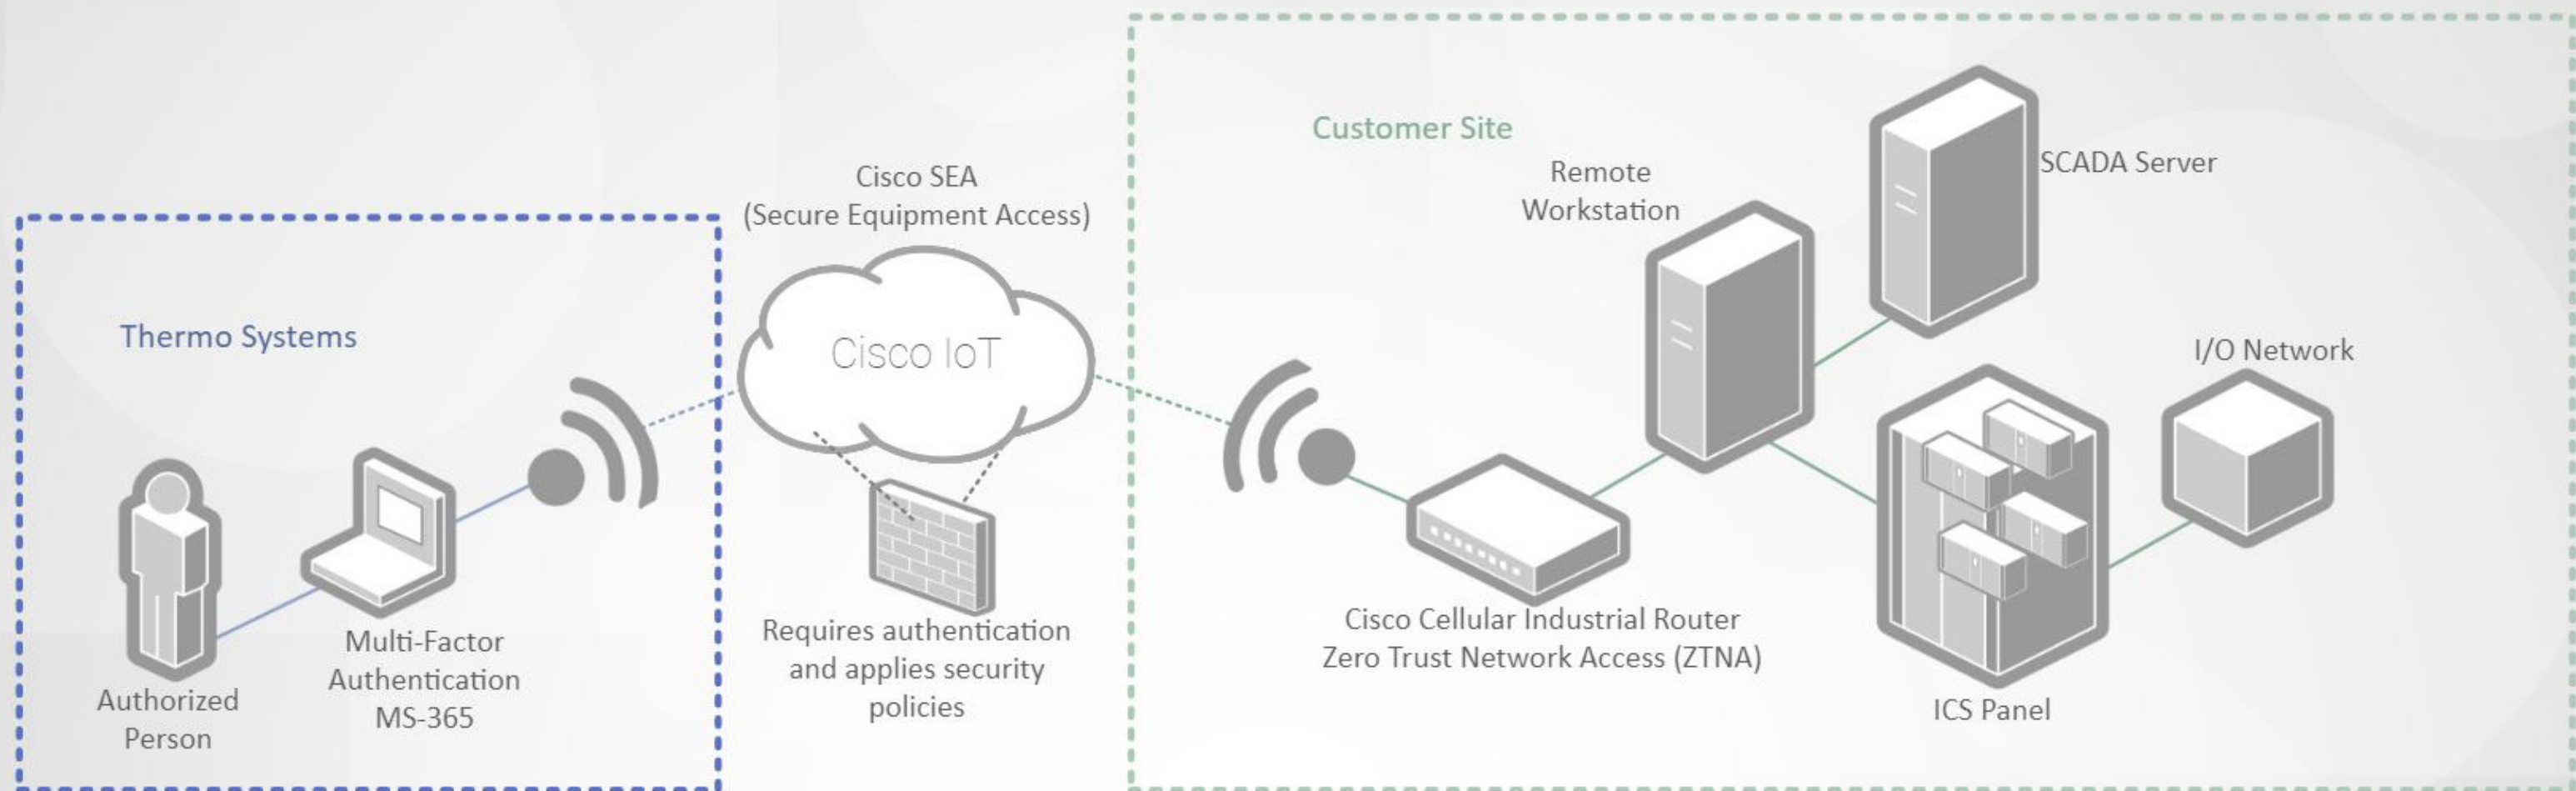 Thermo Systems
Authorized
Person
Multi-Factor
Authentication
MS-365
Cisco SEA
(Secure Equipment Access)
Cisco IoT
Requires authentication
and applies security
policies
Customer Site
Remote
Workstation
SCADA Server
I/O Network
Cisco Cellular Industrial Router
Zero Trust Network Access (ZTNA)
ICS Panel